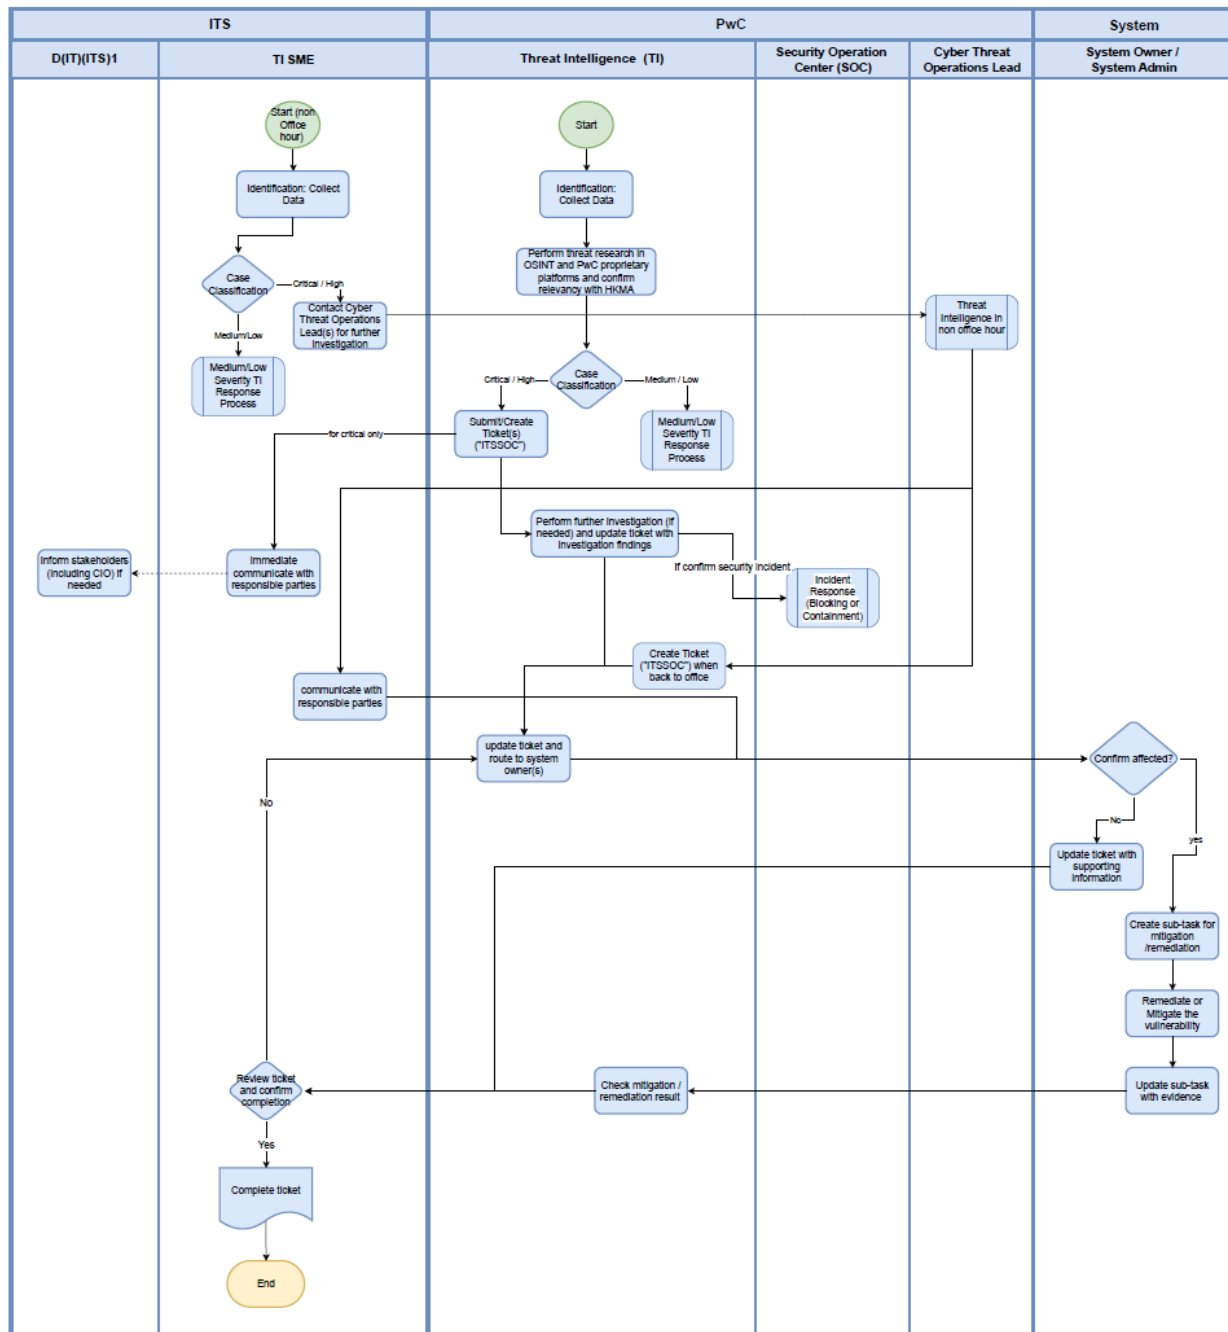 ITS
PwC
System
D(IT)(ITS)1
TI SME
Threat Intelligence (TI)
Security Operation
Center (SOC)
Cyber Threat
Operations Lead
System Owner /
System Admin
Start (non
Office
hour)
Start
Identification: Collect
Data
Identification:
Collect Data
Perform threat research in
OSINT and PwC proprietary
platforms and confirm
relevancy with HKMA
Case
Classification
Critical / High
Contact Cyber
Threat Operations
Lead(s) for further
Investigation
Threat
Intelligence in
non office hour
Medium/Low
Medium/Low
Severity TI
Response
Process
Case
Classification
Critical / High
Medium / Low
Submit/Create
Ticket(s)
("ITSSOC")
Medium/Low
Severity TI
Response
Process
for critical only
Perform further investigation (if
needed) and update ticket with
investigation findings
If confirm security incident
Inform stakeholders
(including CIO) if
needed
Immediate
communicate with
responsible parties
Incident
Response
(Blocking or
Containment)
Create Ticket
("ITSSOC") when
back to office
communicate with
responsible parties
update ticket and
route to system
owner(s)
Confirm affected?
No
No
yes
Update ticket with
supporting
information
Create sub-task for
mitigation
/remediation
Remediate or
Mitigate the
vulnerability
Review ticket
and confirm
completion
Check mitigation /
remediation result
Update sub-task
with evidence
Yes
Complete ticket
End